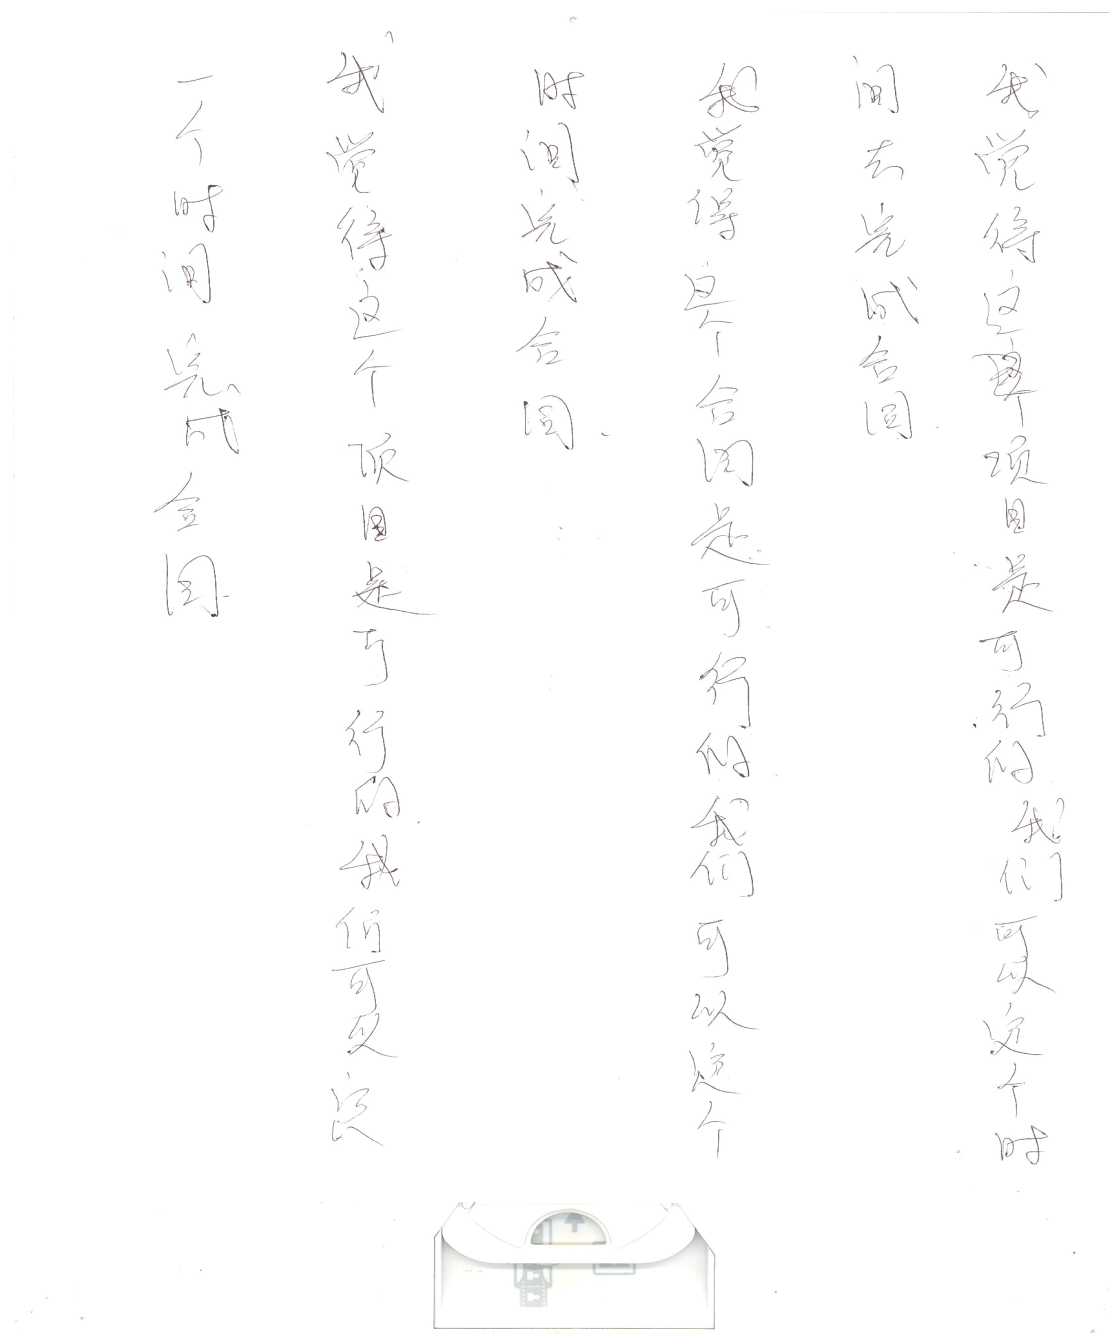 我觉得这个项目是可行的我们可以定个时
间去完成合同.
我觉得这个合同是可行的我们可以定个
时间完成合同.
我觉得这个项目是可行的我们可以定
一个时间完成合同.